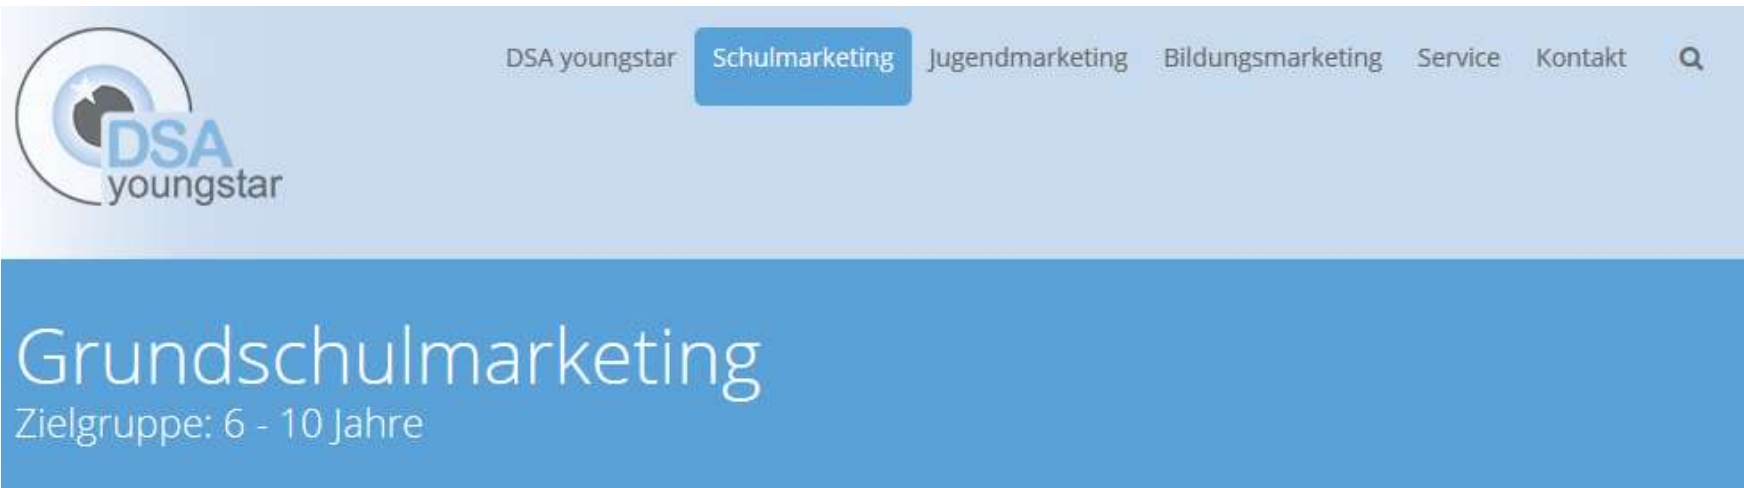 DSA
youngstar
DSA youngstar Schulmarketing Jugendmarketing Bildungsmarketing Service Kontakt
Grundschulmarketing
Zielgruppe: 6 - 10 Jahre